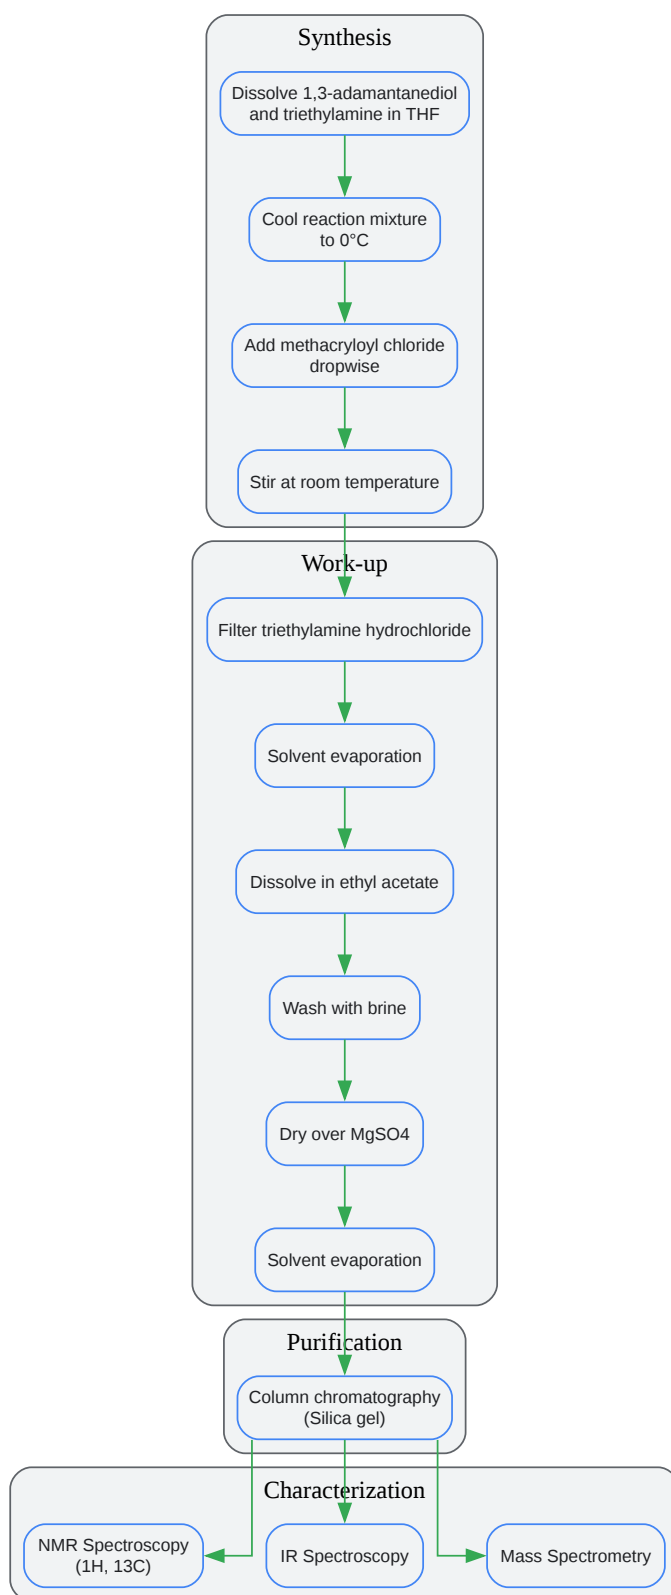 Synthesis
Dissolve 1,3-adamantanediol
and triethylamine in THF
Cool reaction mixture
to 0°C
Add methacryloyl chloride
dropwise
Stir at room temperature
Work-up
Filter triethylamine hydrochloride
Solvent evaporation
Dissolve in ethyl acetate
Wash with brine
Dry over MgSO4
Solvent evaporation
Purification
Column chromatography
(Silica gel)
Characterization
NMR Spectroscopy
(1H, 13C)
IR Spectroscopy
Mass Spectrometry